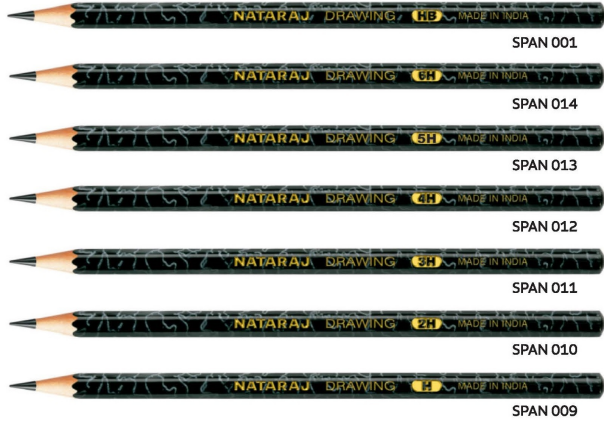 NATARAJ DRAWING HB MADE IN INDIA
SPAN 001
NATARAJ DRAWING 6H MADE IN INDIA
SPAN 014
NATARAJ DRAWING 5H MADE IN INDIA
SPAN 013
NATARAJ DRAWING 4H MADE IN INDIA
SPAN 012
NATARAJ DRAWING 3H MADE IN INDIA
SPAN 011
NATARAJ DRAWING 2H MADE IN INDIA
SPAN 010
NATARAJ DRAWING H MADE IN INDIA
SPAN 009